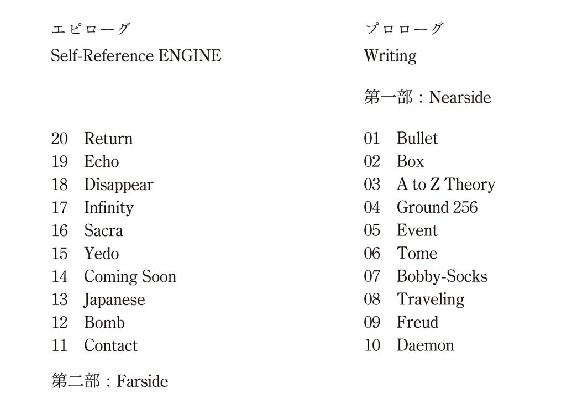 エピローグ
Self-Reference ENGINE
20 Return
19 Echo
18 Disappear
17 Infinity
16 Sacra
15 Yedo
14 Coming Soon
13 Japanese
12 Bomb
11 Contact
第二部：Farside
プロローグ
Writing
第一部：Nearside
01 Bullet
02 Box
03 A to Z Theory
04 Ground 256
05 Event
06 Tome
07 Bobby-Socks
08 Traveling
09 Freud
10 Daemon